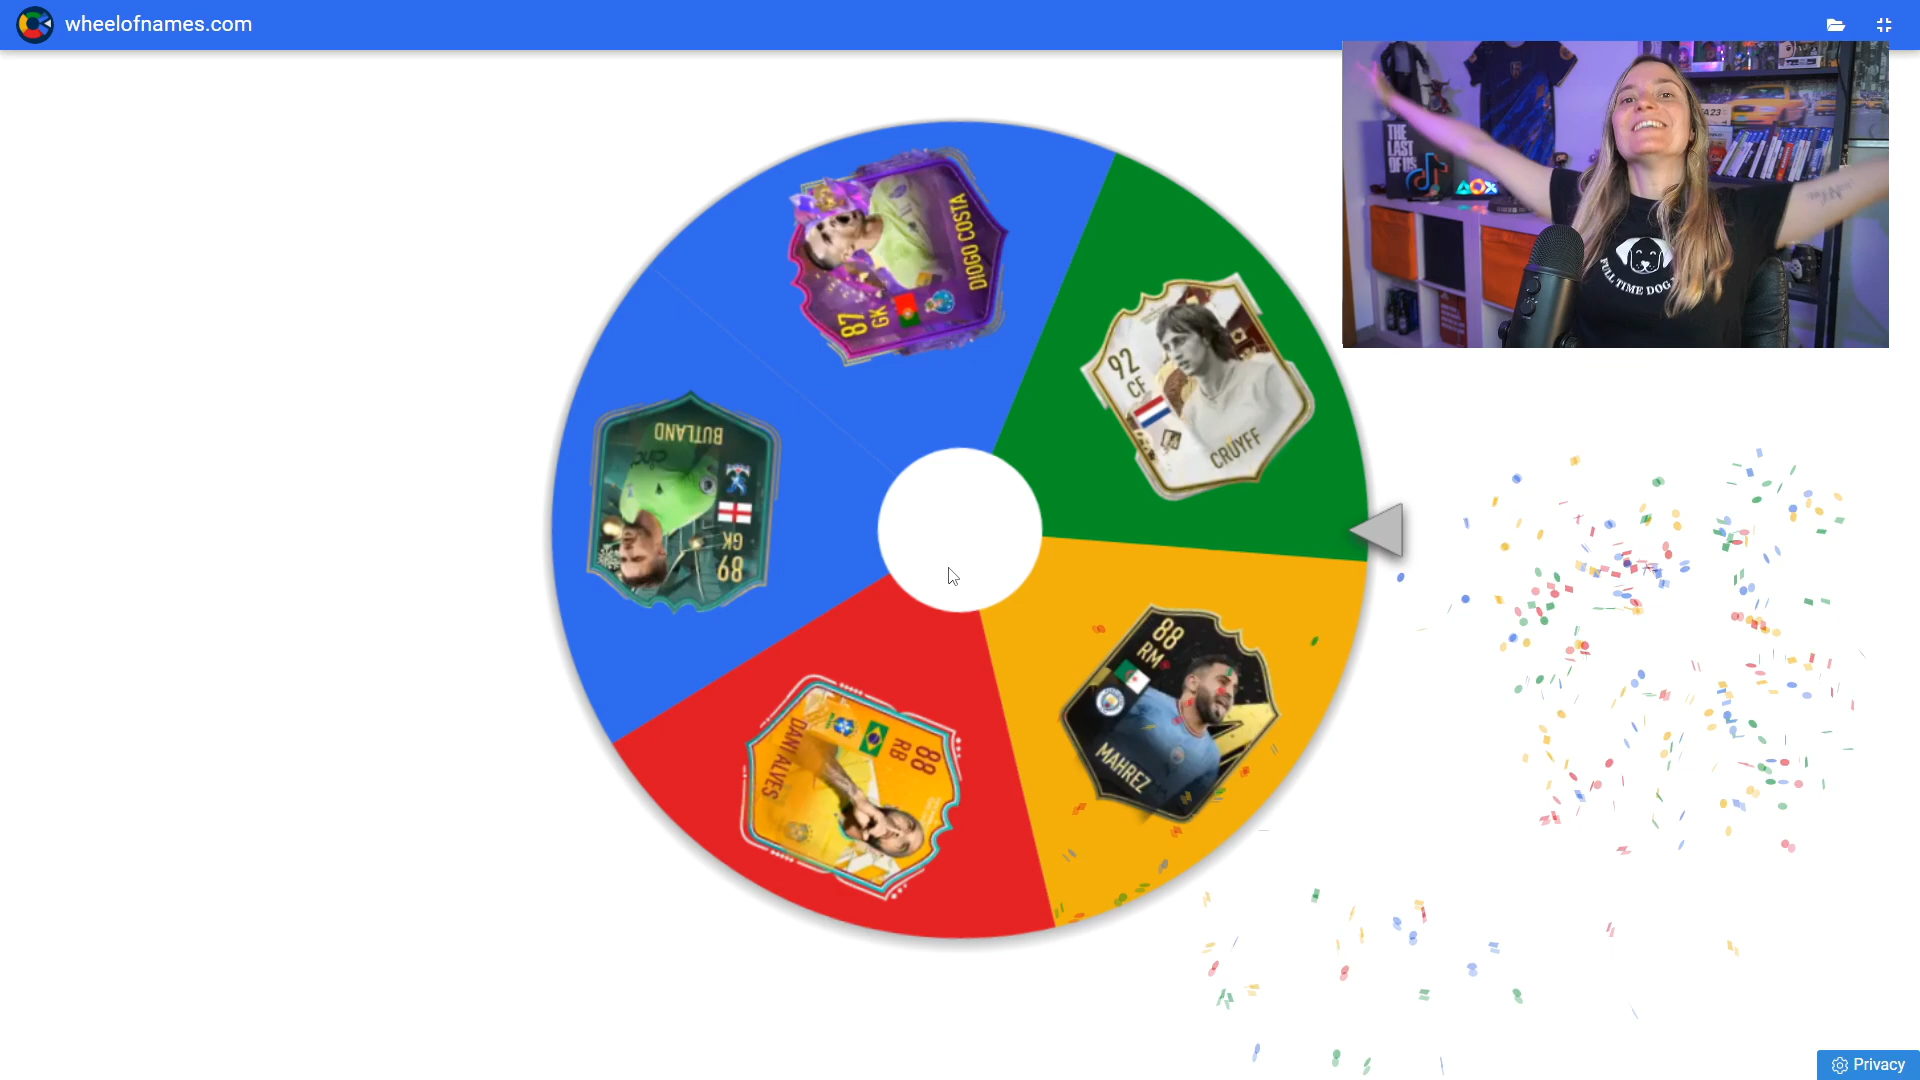 wheelofnames.com
THE
LAST
OF US
FULL TIME DOG
87
GK
DIOGO COSTA
92
CF
CRUYFF
BUTLAND
GK
89
88
RM
MAHREZ
88
RB
DANI ALVES
Privacy